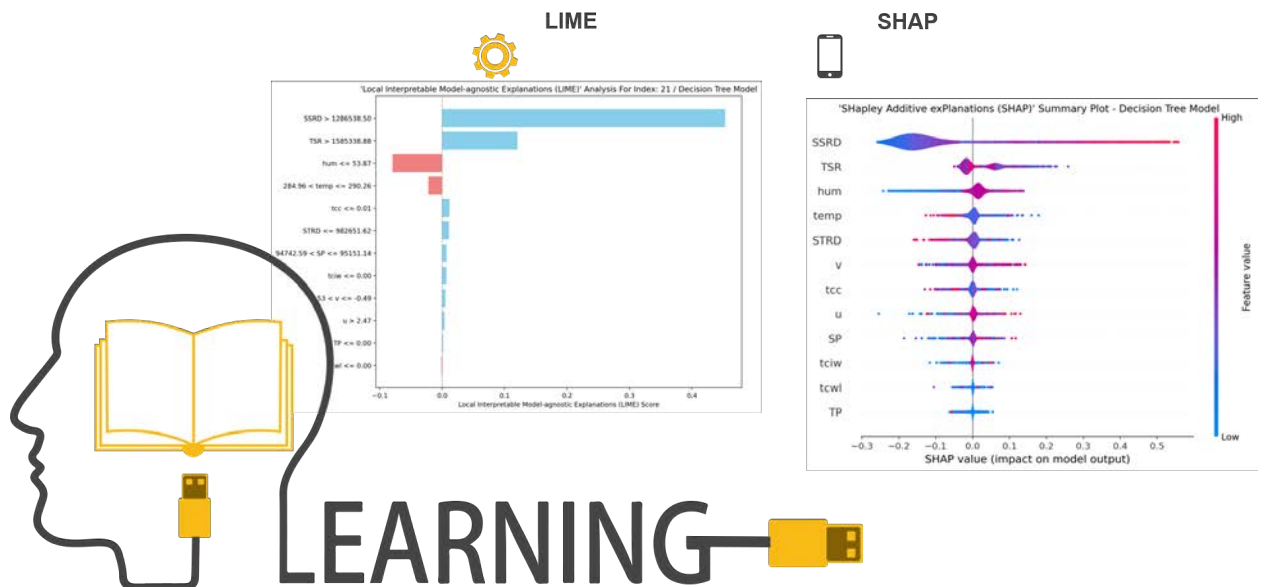 LIME
SHAP
'Local Interpretable Model-agnostic Explanations (LIME)' Analysis For Index: 21 / Decision Tree Model
SSRD > 1286538.50
TSR > 1585338.88
hum <= 53.87
284.96 < temp <= 290.26
tcc <= 0.01
STRD <= 982651.62
94742.59 < SP <= 95151.14
tciw <= 0.00
53 < v <= -0.49
u > 2.47
TP <= 0.00
wl <= 0.00
−0.1 0.0 0.1 0.2 0.3 0.4
Local Interpretable Model-agnostic Explanations (LIME) Score
'SHapley Additive exPlanations (SHAP)' Summary Plot - Decision Tree Model
High
SSRD
TSR
hum
temp
STRD
v
tcc
u
SP
tciw
tcwl
TP
Low
Feature value
−0.3 −0.2 −0.1 0.0 0.1 0.2 0.3 0.4 0.5
SHAP value (impact on model output)
LEARNING